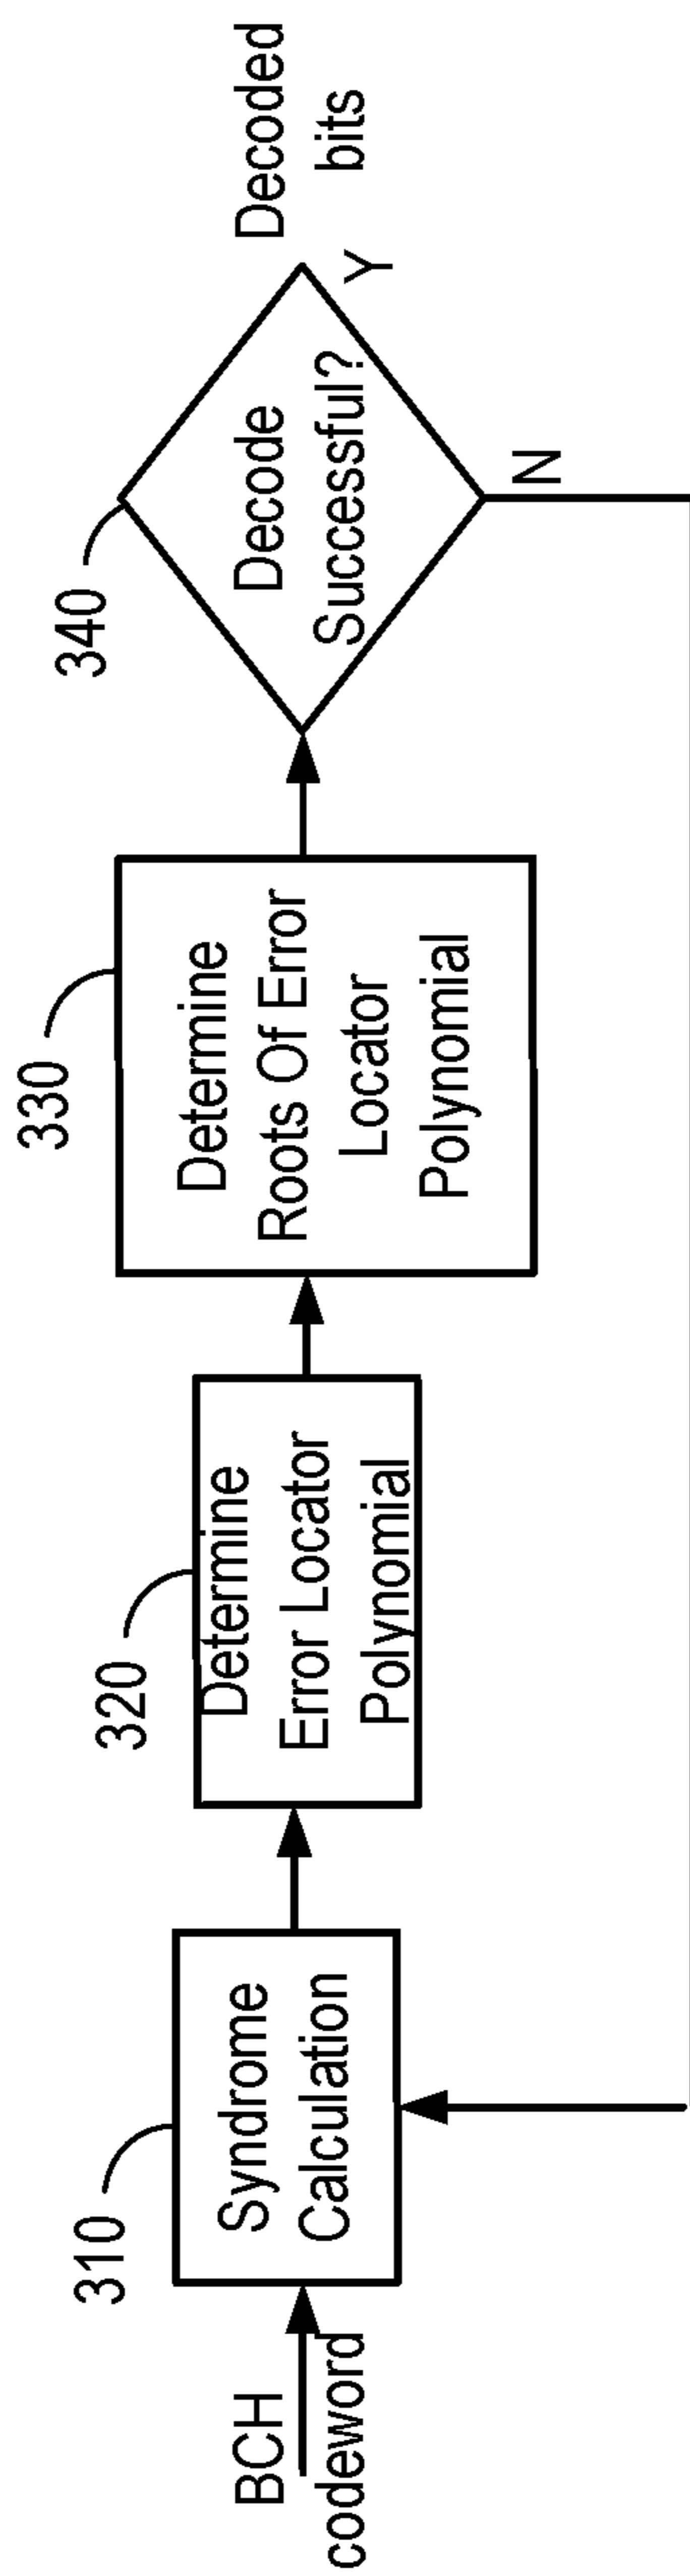 BCH
codeword
310
Syndrome
Calculation
320
Determine
Error Locator
Polynomial
330
Determine
Roots Of Error
Locator
Polynomial
340
Decode
Successful?
N
Y
Decoded
bits